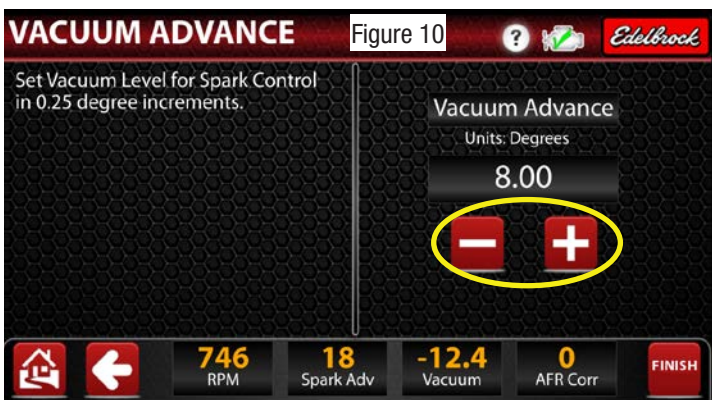 VACUUM ADVANCE
Figure 10
?
Edelbrock
Set Vacuum Level for Spark Control
in 0.25 degree increments.
Vacuum Advance
Units: Degrees
8.00
− +
746
RPM
18
Spark Adv
-12.4
Vacuum
0
AFR Corr
FINISH